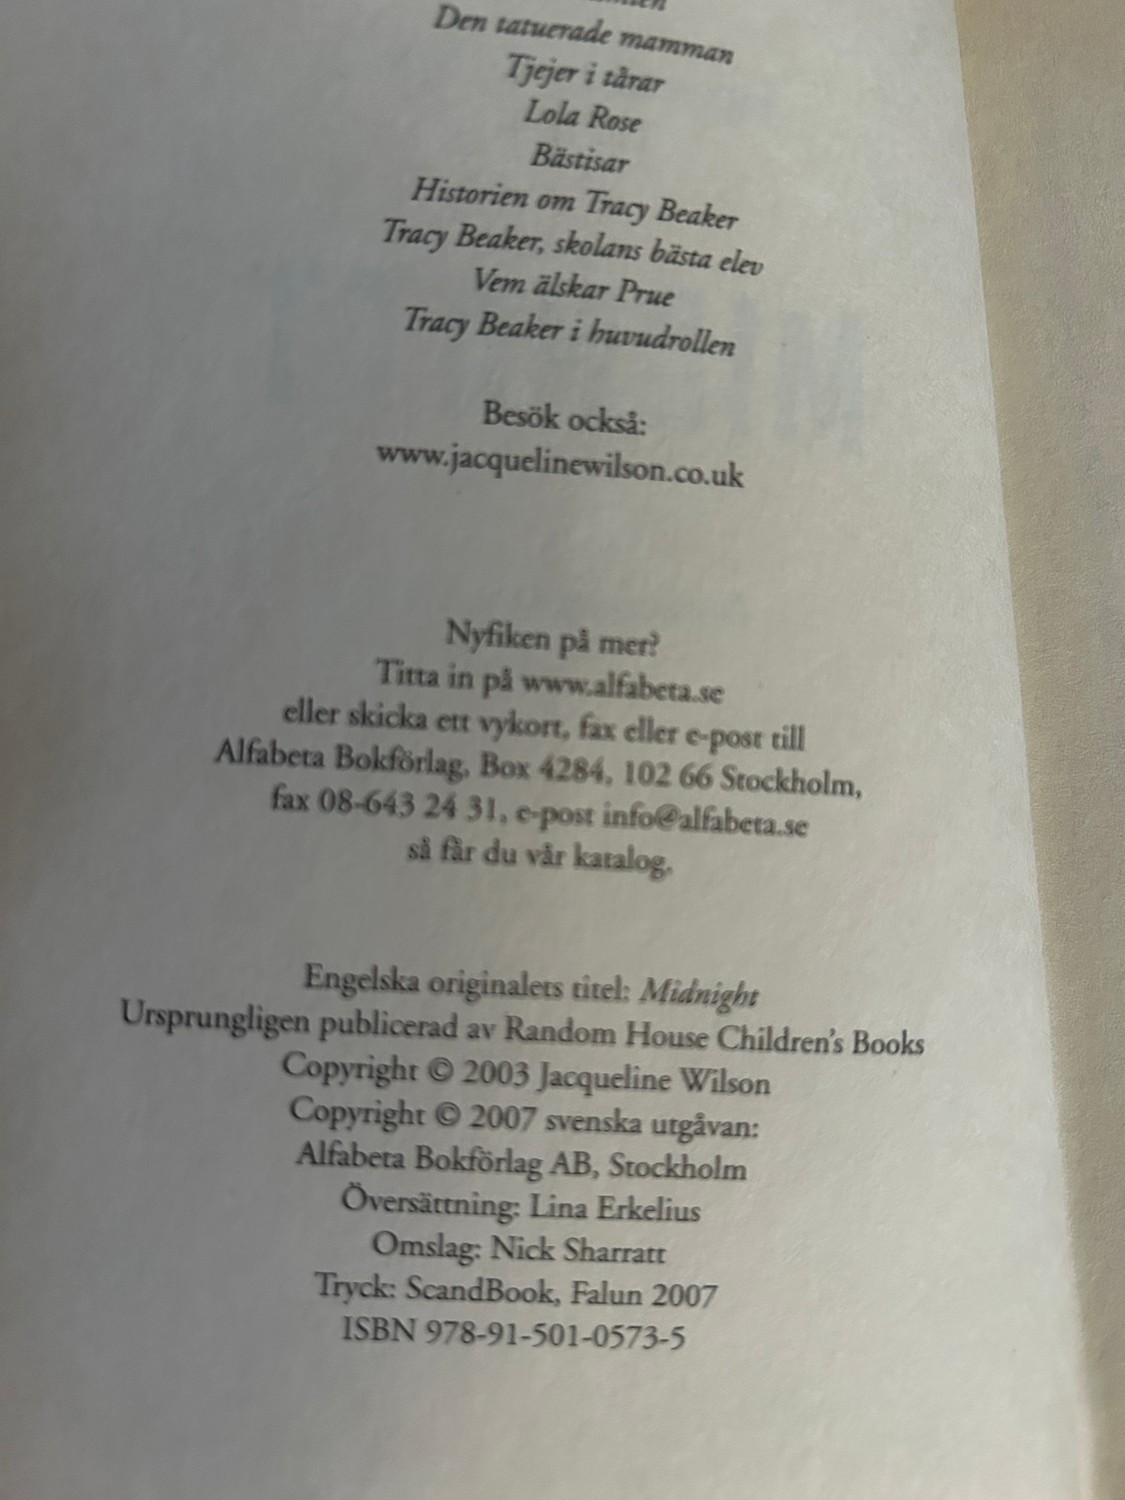 Den tatuerade mamman
Tjejer i tårar
Lola Rose
Bästisar
Historien om Tracy Beaker
Tracy Beaker, skolans bästa elev
Vem älskar Prue
Tracy Beaker i huvudrollen
Besök också:
www.jacquelinewilson.co.uk
Nyfiken på mer?
Titta in på www.alfabeta.se
eller skicka ett vykort, fax eller e-post till
Alfabeta Bokförlag, Box 4284, 102 66 Stockholm,
fax 08-643 24 31, e-post info@alfabeta.se
så får du vår katalog.
Engelska originalets titel: Midnight
Ursprungligen publicerad av Random House Children's Books
Copyright © 2003 Jacqueline Wilson
Copyright © 2007 svenska utgåvan:
Alfabeta Bokförlag AB, Stockholm
Översättning: Lina Erkelius
Omslag: Nick Sharratt
Tryck: ScandBook, Falun 2007
ISBN 978-91-501-0573-5